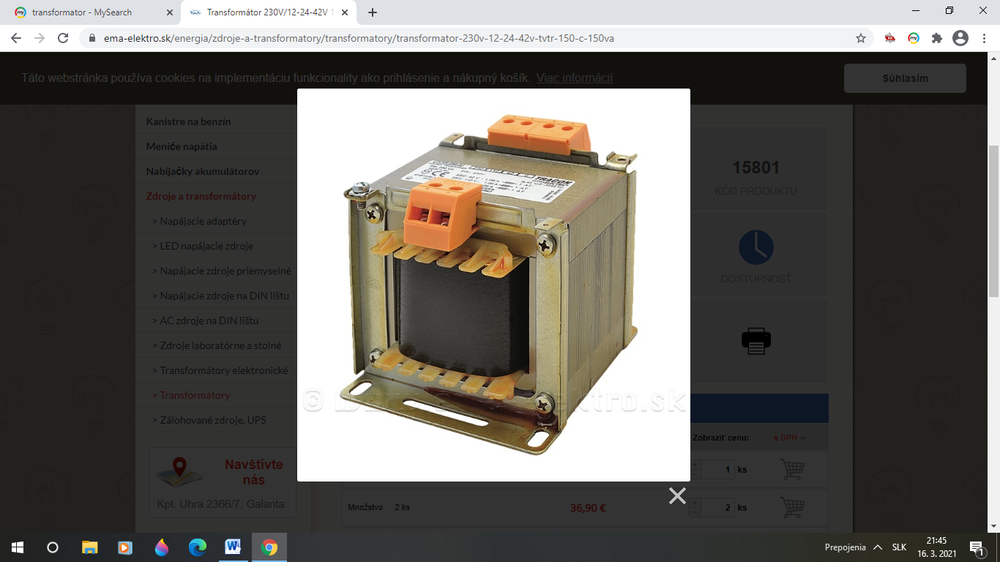 transformator - MySearch
Transformátor 230V/12-24-42V T
ema-elektro.sk/energia/zdroje-a-transformatory/transformatory/transformator-230v-12-24-42v-tvtr-150-c-150va
Táto webstránka používa cookies na implementáciu funkcionality ako prihlásenie a nákupný košík. Viac informácií
Súhlasím
Kanistre na benzín
Meniče napätia
Nabíjačky akumulátorov
Zdroje a transformátory
> Napájacie adaptéry
> LED napájacie zdroje
> Napájacie zdroje priemyselné
> Napájacie zdroje na DIN lištu
> AC zdroje na DIN lištu
> Zdroje laboratórne a stolné
> Transformátory elektronické
> Transformátory
> Zálohované zdroje, UPS
Navštívte
nás
Kpt. Uhra 2366/7, Galanta
TRACON
15801
KÓD PRODUKTU
DOSTUPNOSŤ
ektro.sk
Zobraziť cenu: s DPH
1 ks
Množstvo 2 ks 36,90 € 2 ks
Prepojenia SLK
21:45
16. 3. 2021
1